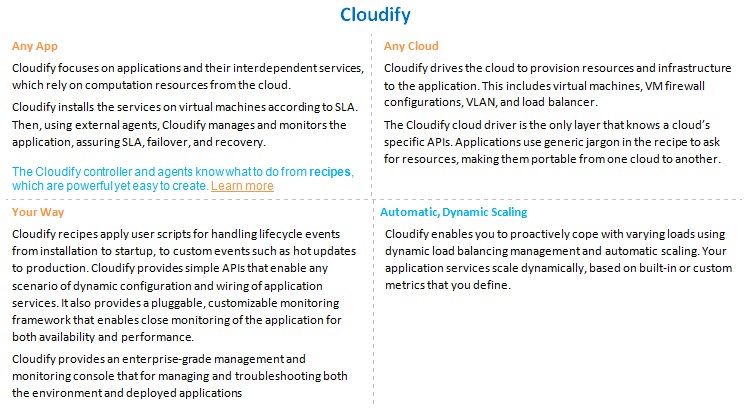 Cloudify
Any App
Cloudify focuses on applications and their interdependent services,
which rely on computation resources from the cloud.
Cloudify installs the services on virtual machines according to SLA.
Then, using external agents, Cloudify manages and monitors the
application, assuring SLA, failover, and recovery.
The Cloudify controller and agents know what to do from recipes,
which are powerful yet easy to create. Learn more
Any Cloud
Cloudify drives the cloud to provision resources and infrastructure
to the application. This includes virtual machines, VM firewall
configurations, VLAN, and load balancer.
The Cloudify cloud driver is the only layer that knows a cloud's
specific APIs. Applications use generic jargon in the recipe to ask
for resources, making them portable from one cloud to another.
Your Way
Cloudify recipes apply user scripts for handling lifecycle events
from installation to startup, to custom events such as hot updates
to production. Cloudify provides simple APIs that enable any
scenario of dynamic configuration and wiring of application
services. It also provides a pluggable, customizable monitoring
framework that enables close monitoring of the application for
both availability and performance.
Cloudify provides an enterprise-grade management and
monitoring console that for managing and troubleshooting both
the environment and deployed applications
Automatic, Dynamic Scaling
Cloudify enables you to proactively cope with varying loads using
dynamic load balancing management and automatic scaling. Your
application services scale dynamically, based on built-in or custom
metrics that you define.